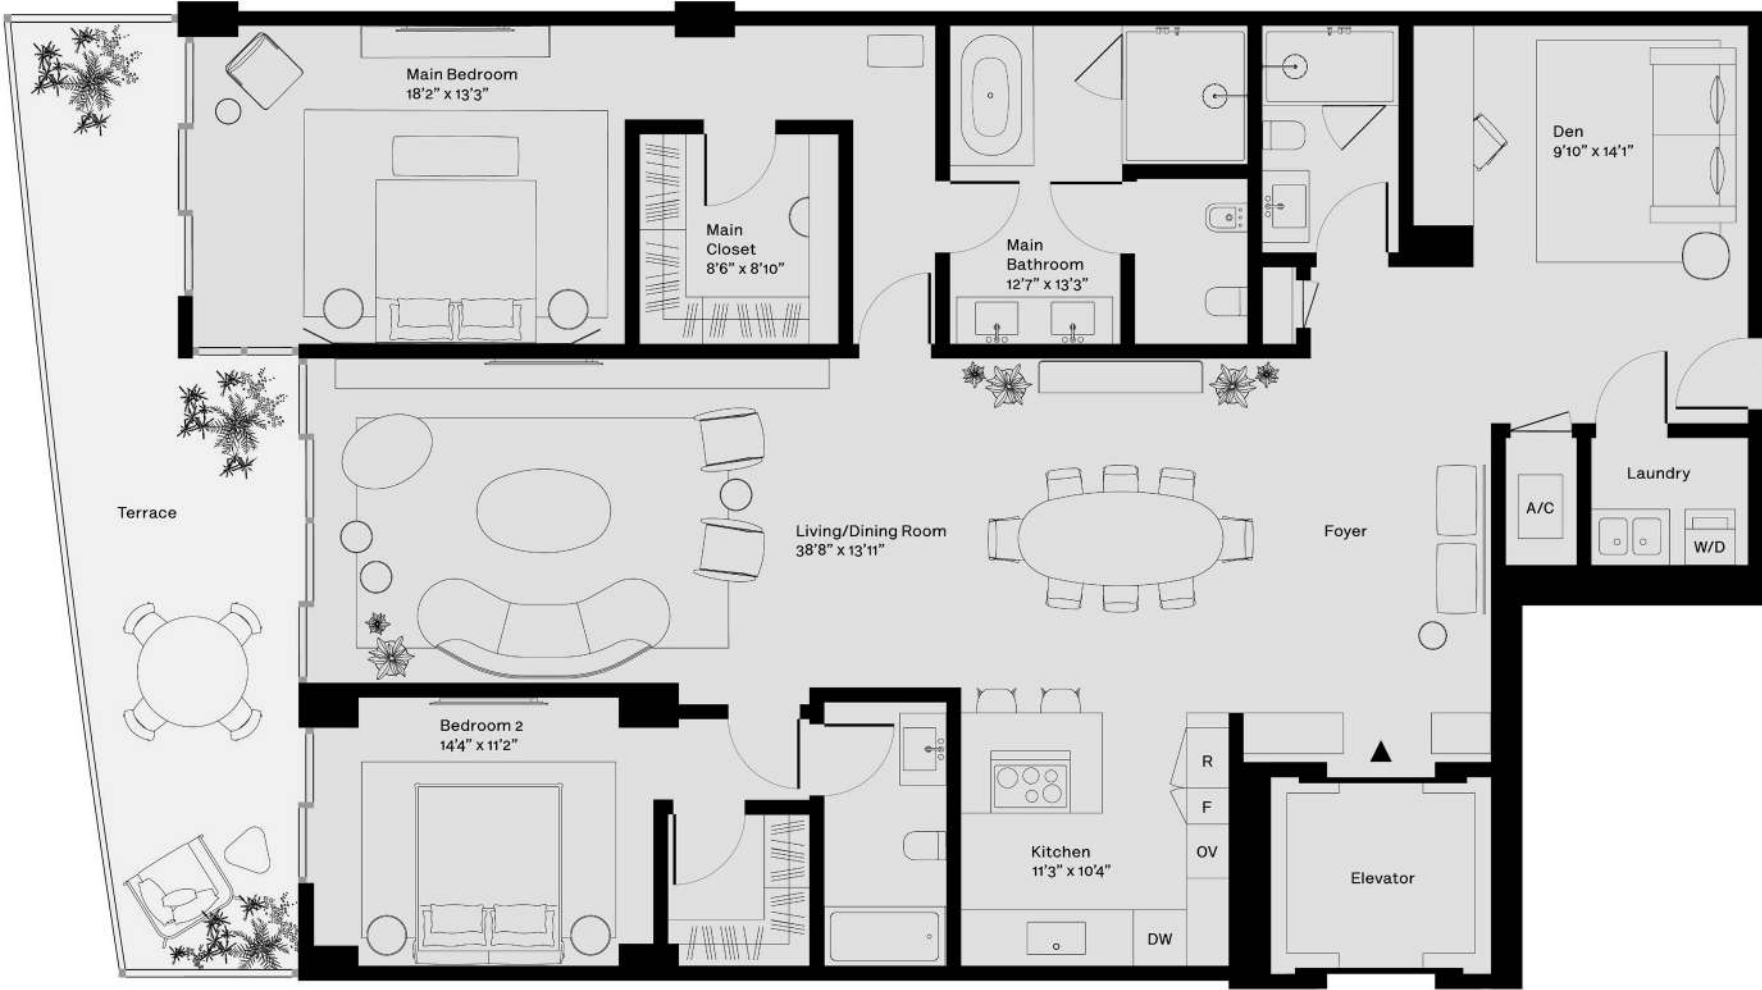 Main Bedroom
18'2" x 13'3"
Den
9'10" x 14'1"
Main
Closet
8'6" x 8'10"
Main
Bathroom
12'7" x 13'3"
Terrace
Living/Dining Room
38'8" x 13'11"
Foyer
A/C
Laundry
W/D
Bedroom 2
14'4" x 11'2"
R
F
OV
Kitchen
11'3" x 10'4"
DW
Elevator